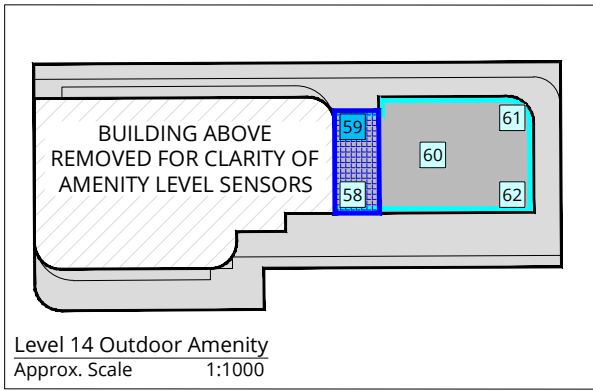 59
61
BUILDING ABOVE
REMOVED FOR CLARITY OF
AMENITY LEVEL SENSORS
60
58
62
Level 14 Outdoor Amenity
Approx. Scale 1:1000